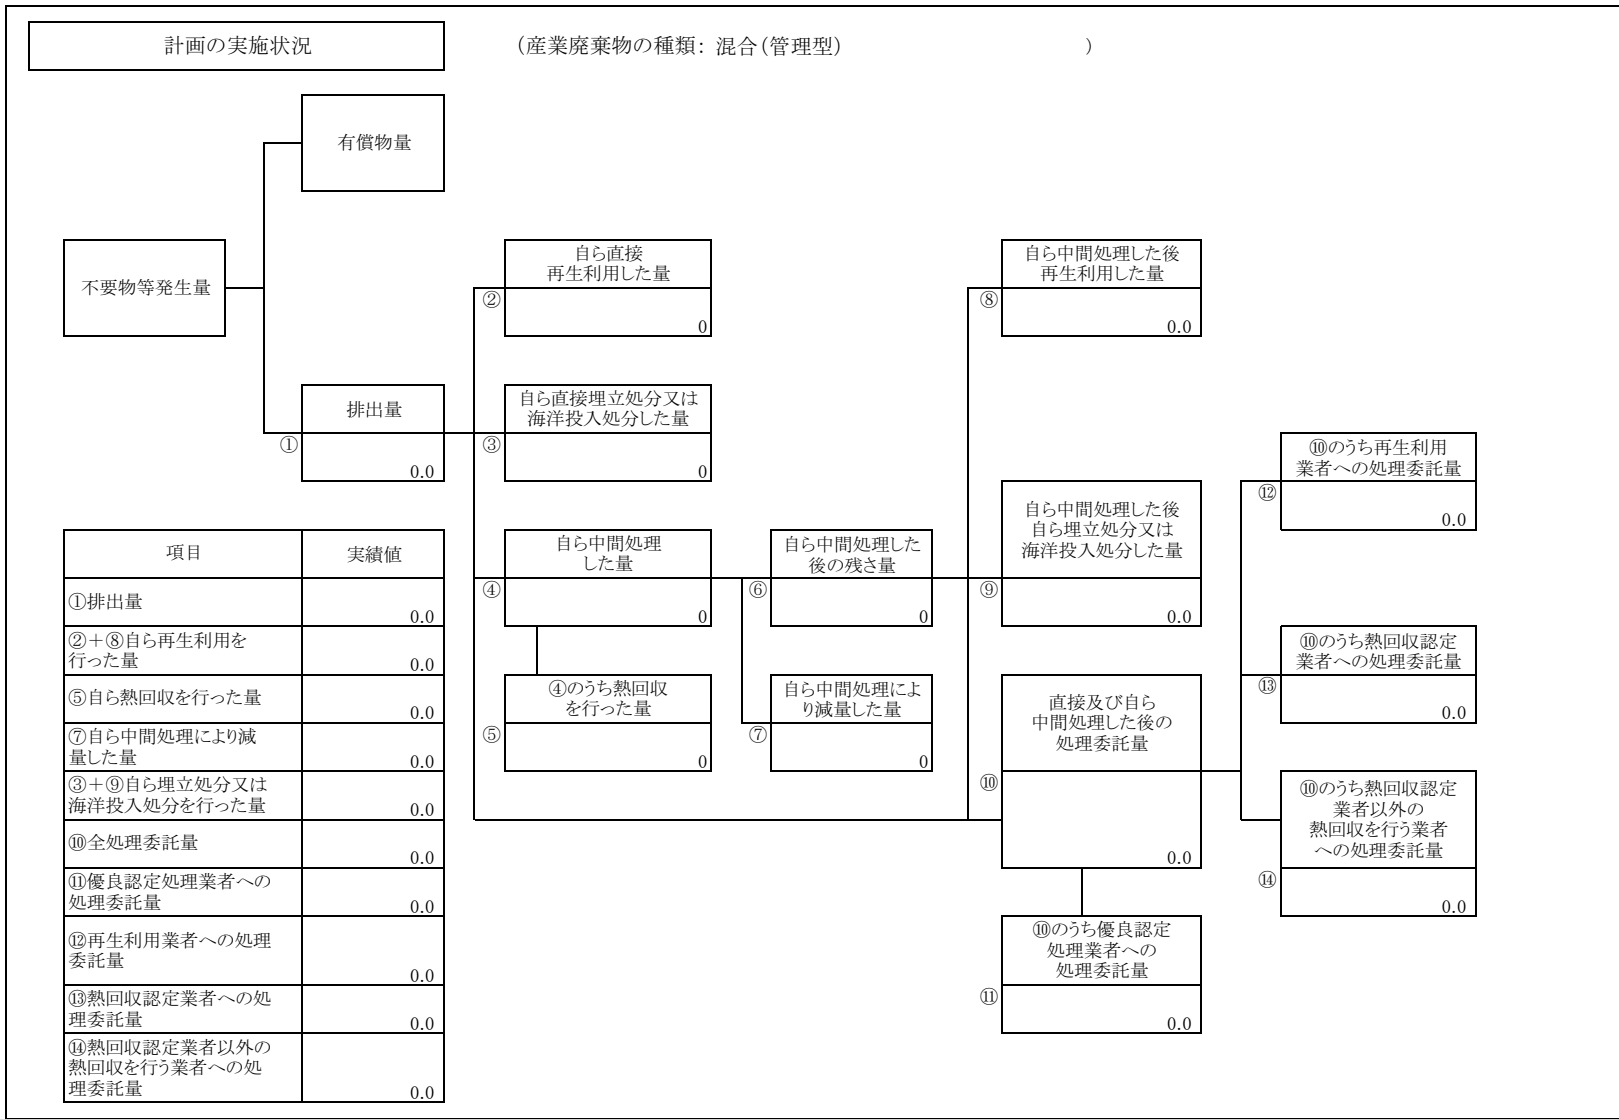 計画の実施状況
（産業廃棄物の種類： 混合（管理型） ）
有償物量
不要物等発生量
排出量
①
0.0
自ら直接
再生利用した量
②
0
自ら直接埋立処分又は
海洋投入処分した量
③
0
自ら中間処理
した量
④
0
④のうち熱回収
を行った量
⑤
0
自ら中間処理した
後の残さ量
⑥
0
自ら中間処理によ
り減量した量
⑦
0
自ら中間処理した後
再生利用した量
⑧
0.0
自ら中間処理した後
自ら埋立処分又は
海洋投入処分した量
⑨
0.0
直接及び自ら
中間処理した後の
処理委託量
⑩
0.0
⑩のうち優良認定
処理業者への
処理委託量
⑪
0.0
⑩のうち再生利用
業者への処理委託量
⑫
0.0
⑩のうち熱回収認定
業者への処理委託量
⑬
0.0
⑩のうち熱回収認定
業者以外の
熱回収を行う業者
への処理委託量
⑭
0.0
項目 実績値
①排出量
0.0
②＋⑧自ら再生利用を
行った量
0.0
⑤自ら熱回収を行った量
0.0
⑦自ら中間処理により減
量した量
0.0
③＋⑨自ら埋立処分又は
海洋投入処分を行った量
0.0
⑩全処理委託量
0.0
⑪優良認定処理業者への
処理委託量
0.0
⑫再生利用業者への処理
委託量
0.0
⑬熱回収認定業者への処
理委託量
0.0
⑭熱回収認定業者以外の
熱回収を行う業者への処
理委託量
0.0